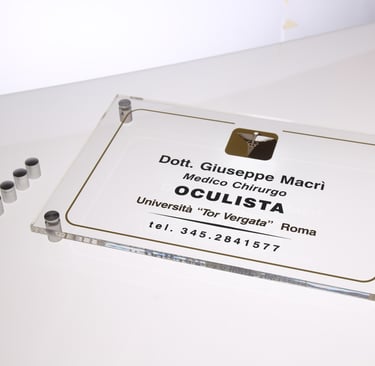 Dott. Giuseppe Macrì
Medico Chirurgo
OCULISTA
Università "Tor Vergata" Roma
tel. 345.2841577